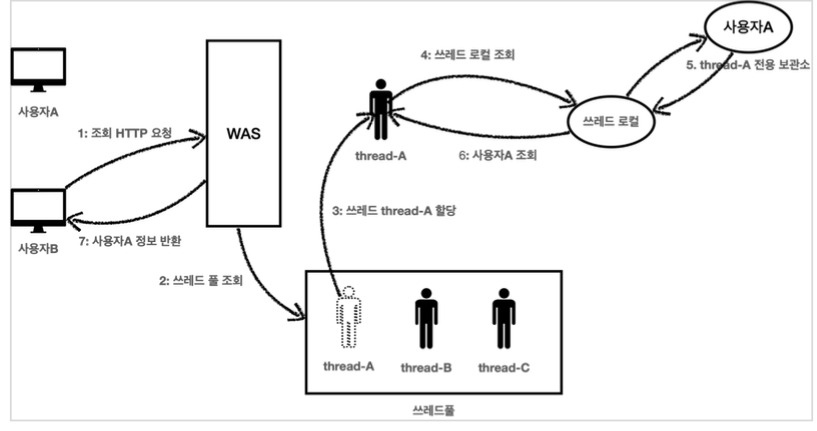 사용자A
사용자A
5. thread-A 전용 보관소
4: 쓰레드 로컬 조회
쓰레드 로컬
1: 조회 HTTP 요청
WAS
thread-A
6: 사용자A 조회
3: 쓰레드 thread-A 할당
사용자B
7: 사용자A 정보 반환
2: 쓰레드 풀 조회
thread-A
thread-B
thread-C
쓰레드풀